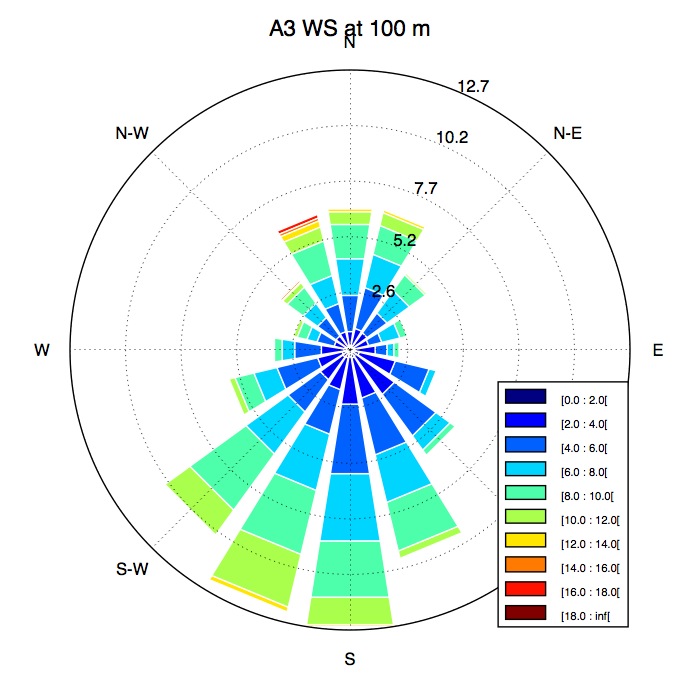 A3 WS at 100 m
N
12.7
N-W
N-E
10.2
7.7
5.2
2.6
W
E
[0.0 : 2.0[
[2.0 : 4.0[
[4.0 : 6.0[
[6.0 : 8.0[
[8.0 : 10.0[
[10.0 : 12.0[
[12.0 : 14.0[
[14.0 : 16.0[
[16.0 : 18.0[
[18.0 : inf[
S-W
S